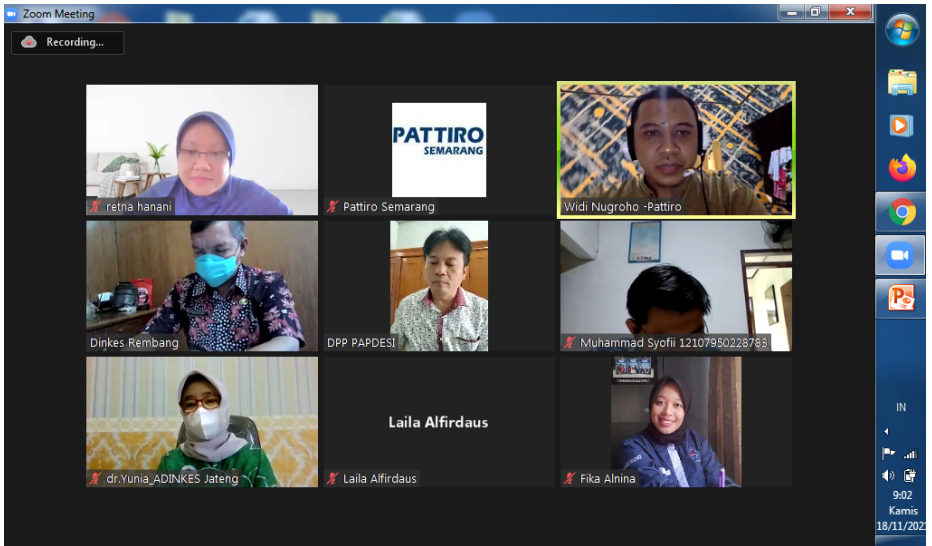 Zoom Meeting
Recording...
retna hanani
PATTIRO
SEMARANG
Pattiro Semarang
Widi Nugroho -Pattiro
Dinkes Rembang
DPP PAPDESI
Muhammad Syofii 12107950228783
dr.Yunia_ADINKES Jateng
Laila Alfirdaus
Laila Alfirdaus
Fika Alnina
IN
9:02
Kamis
18/11/202